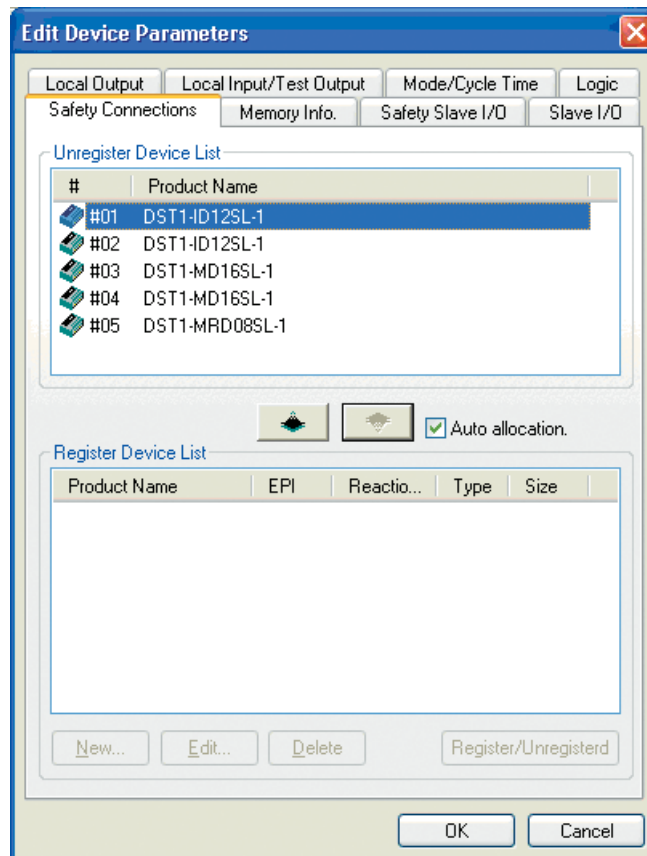 Edit Device Parameters
Local Output Local Input/Test Output Mode/Cycle Time Logic
Safety Connections Memory Info. Safety Slave I/O Slave I/O
Unregister Device List
# Product Name
#01 DST1-ID12SL-1
#02 DST1-ID12SL-1
#03 DST1-MD16SL-1
#04 DST1-MD16SL-1
#05 DST1-MRD08SL-1
Auto allocation.
Register Device List
Product Name EPI Reactio... Type Size
New... Edit... Delete Register/Unregisterd
OK Cancel